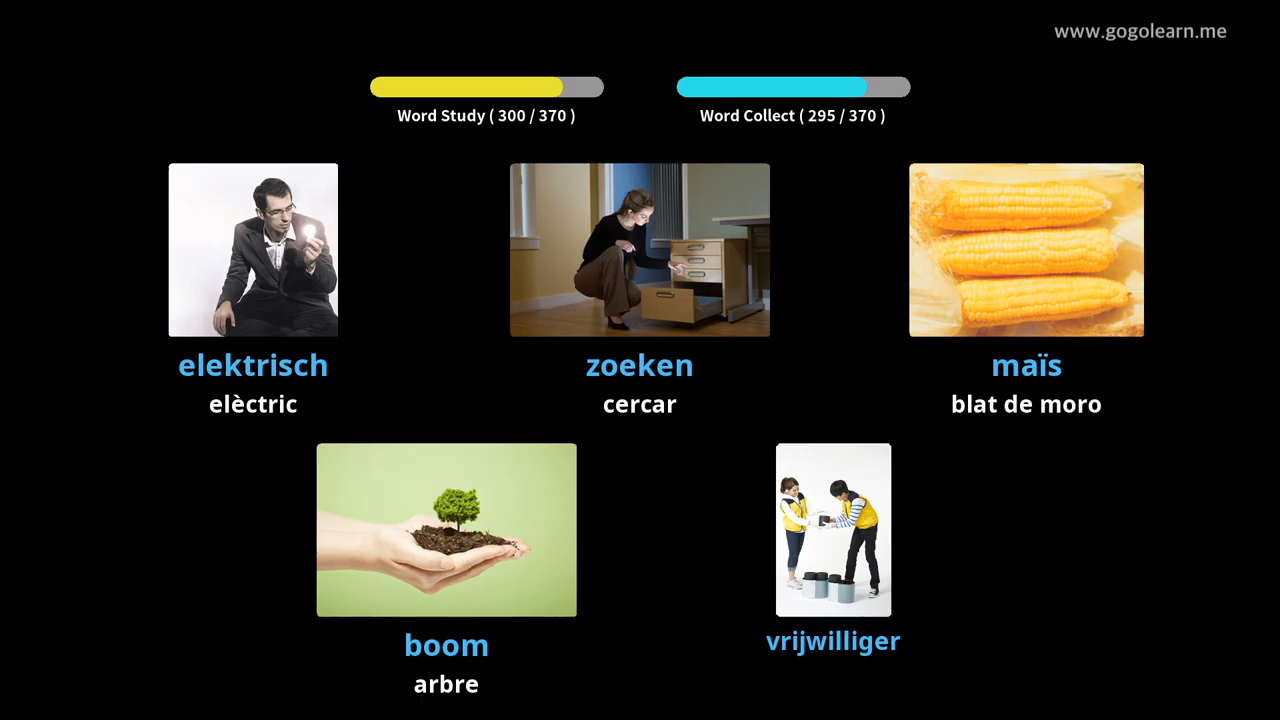 www.gogolearn.me
Word Study ( 300 / 370 )
Word Collect ( 295 / 370 )
elektrisch
elèctric
zoeken
cercar
maïs
blat de moro
boom
arbre
vrijwilliger